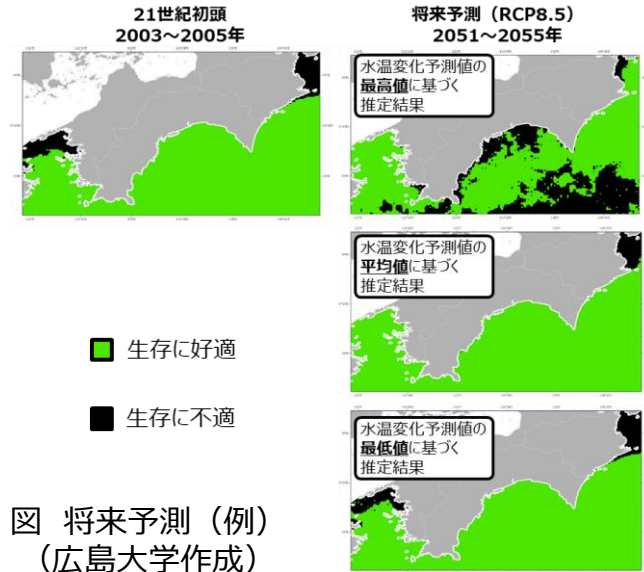 21世紀初頭
2003~2005年
将来予測（RCP8.5）
2051~2055年
水温変化予測値の
最高値に基づく
推定結果
水温変化予測値の
平均値に基づく
推定結果
水温変化予測値の
最低値に基づく
推定結果
生存に好適
生存に不適
図 将来予測（例）
（広島大学作成）